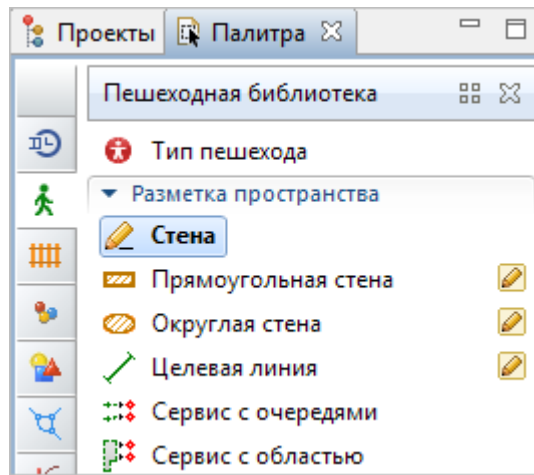 Проекты Палитра
Пешеходная библиотека
Тип пешехода
Разметка пространства
Стена
Прямоугольная стена
Округлая стена
Целевая линия
Сервис с очередями
Сервис с областью